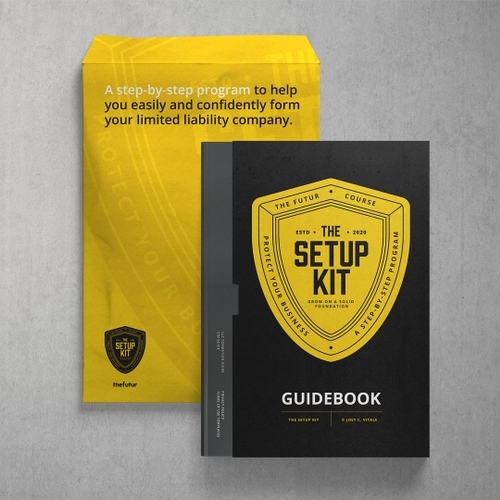 A step-by-step program to help
you easily and confidently form
your limited liability company.
THE SETUP KIT
thefutur
THE FUTUR • COURSE
ESTD • THE • 2020
SETUP
KIT
GROW ON A SOLID
FOUNDATION
PROTECT YOUR BUSINESS
A STEP-BY-STEP PROGRAM
GUIDEBOOK
THE SETUP KIT
© JOEY C. VITALE